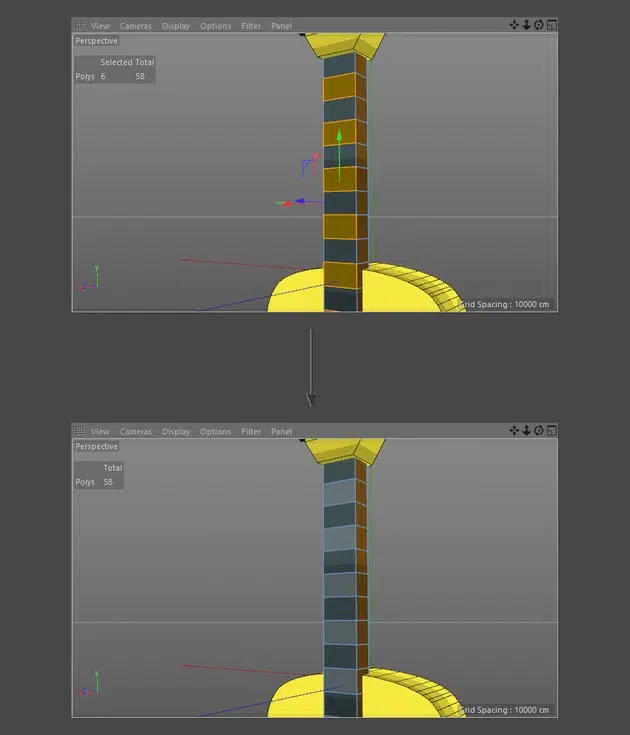 View Cameras Display Options Filter Panel
Perspective
Selected Total
Polys 6 58
Y
Z
Grid Spacing : 10000 cm
View Cameras Display Options Filter Panel
Perspective
Total
Polys 58
Y
Grid Spacing : 10000 cm